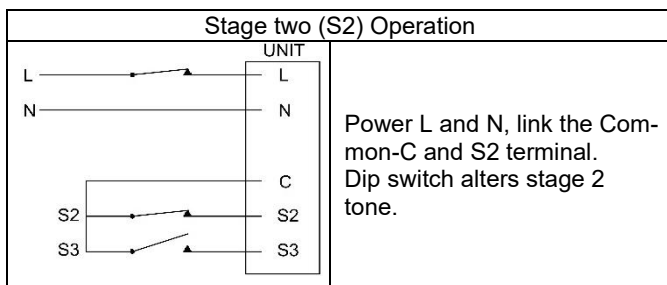 Stage two (S2) Operation
UNIT
L L
N N
C
S2 S2
S3 S3
Power L and N, link the Com-
mon-C and S2 terminal.
Dip switch alters stage 2
tone.